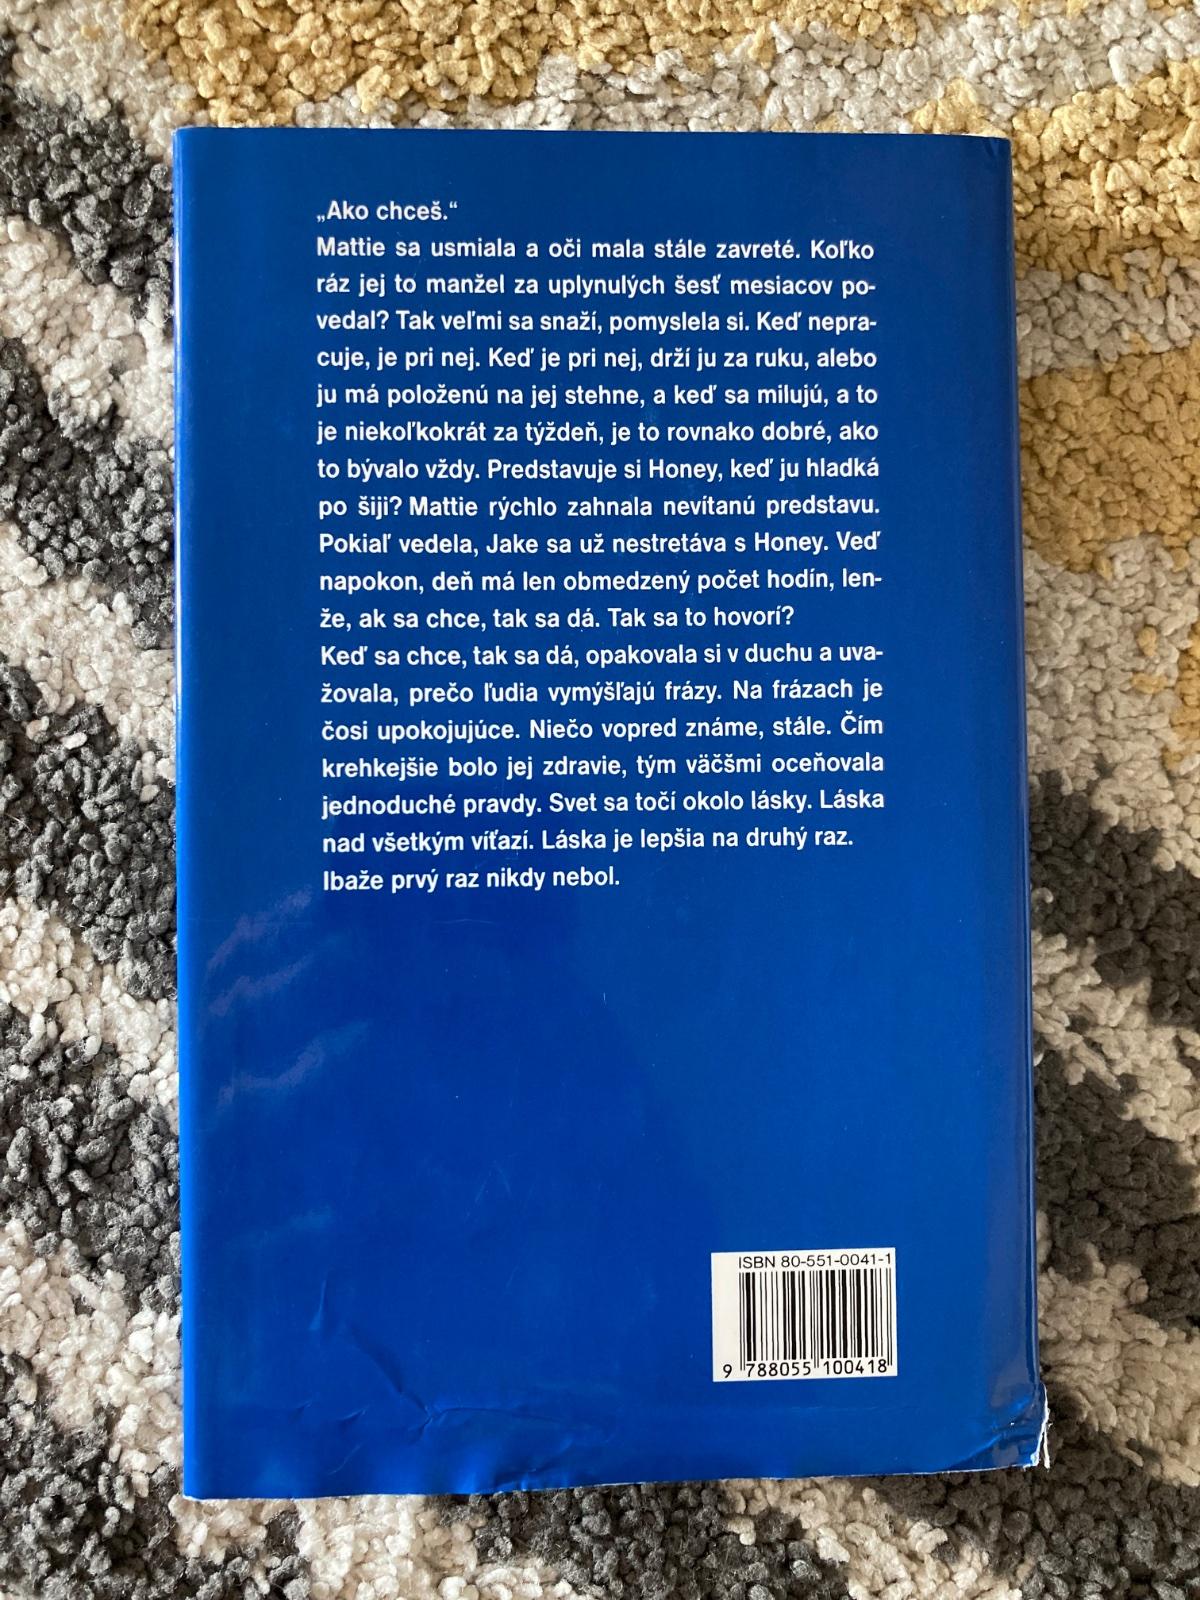 „Ako chceš.“
Mattie sa usmiala a oči mala stále zavreté. Koľko
ráz jej to manžel za uplynulých šesť mesiacov po-
vedal? Tak veľmi sa snaží, pomyslela si. Keď nepra-
cuje, je pri nej. Keď je pri nej, drží ju za ruku, alebo
ju má položenú na jej stehne, a keď sa milujú, a to
je niekoľkokrát za týždeň, je to rovnako dobré, ako
to bývalo vždy. Predstavuje si Honey, keď ju hladká
po šiji? Mattie rýchlo zahnala nevítanú predstavu.
Pokiaľ vedela, Jake sa už nestretáva s Honey. Veď
napokon, deň má len obmedzený počet hodín, len-
že, ak sa chce, tak sa dá. Tak sa to hovorí?
Keď sa chce, tak sa dá, opakovala si v duchu a uva-
žovala, prečo ľudia vymýšľajú frázy. Na frázach je
čosi upokojujúce. Niečo vopred známe, stále. Čím
krehkejšie bolo jej zdravie, tým väčšmi oceňovala
jednoduché pravdy. Svet sa točí okolo lásky. Láska
nad všetkým víťazí. Láska je lepšia na druhý raz.
Ibaže prvý raz nikdy nebol.
ISBN 80-551-0041-1
9 788055 100418